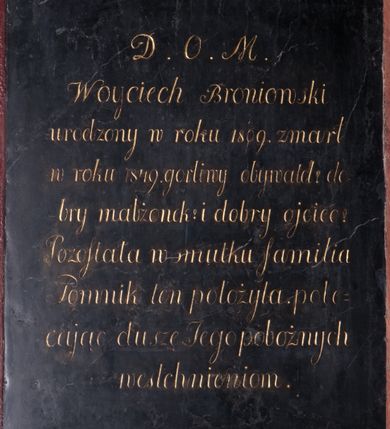 D. O. M.
Woyciech Broniowski
urodzony w roku 1809. zmarł
w roku 1849. gorliwy obywatel: do-
bry małżonek: i dobry ojciec:
Pozostała w smutku familia
Pomnik ten położyła. pole-
cając duszę Jego pobożnych
westchnieniom.